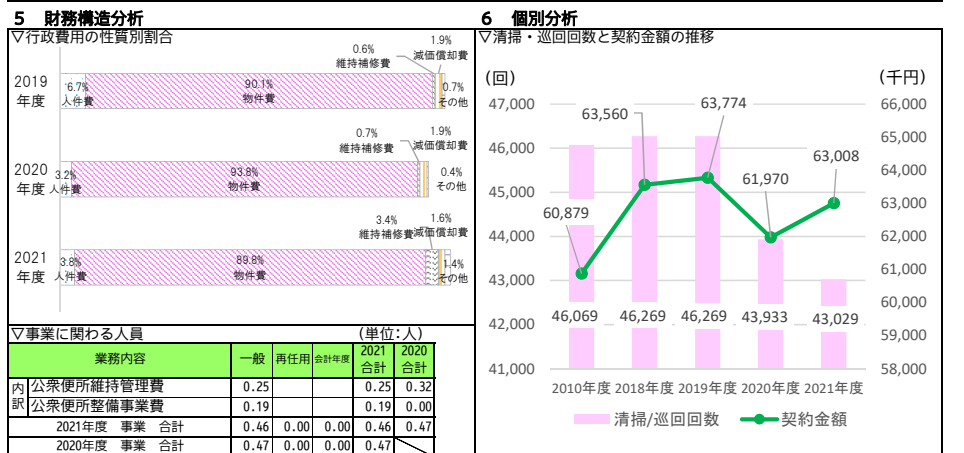 5 財務構造分析
▽行政費用の性質別割合
2019
年度
6.7%
人件費
90.1%
物件費
0.6%
維持補修費
1.9%
減価償却費
0.7%
その他
2020
年度
3.2%
人件費
93.8%
物件費
0.7%
維持補修費
1.9%
減価償却費
0.4%
その他
2021
年度
3.8%
人件費
89.8%
物件費
3.4%
維持補修費
1.6%
減価償却費
1.4%
その他
▽事業に関わる人員 (単位:人)
業務内容 一般 再任用 会計年度 2021合計 2020合計
内訳
公衆便所維持管理費 0.25 0.25 0.32
公衆便所整備事業費 0.19 0.19 0.00
2021年度 事業 合計 0.46 0.00 0.00 0.46 0.47
2020年度 事業 合計 0.47 0.00 0.00 0.47
6 個別分析
▽清掃・巡回回数と契約金額の推移
(回) (千円)
47,000
46,000
45,000
44,000
43,000
42,000
41,000
66,000
65,000
64,000
63,000
62,000
61,000
60,000
59,000
58,000
60,879
63,560
63,774
61,970
63,008
46,069 46,269 46,269 43,933 43,029
2010年度 2018年度 2019年度 2020年度 2021年度
清掃/巡回回数 契約金額